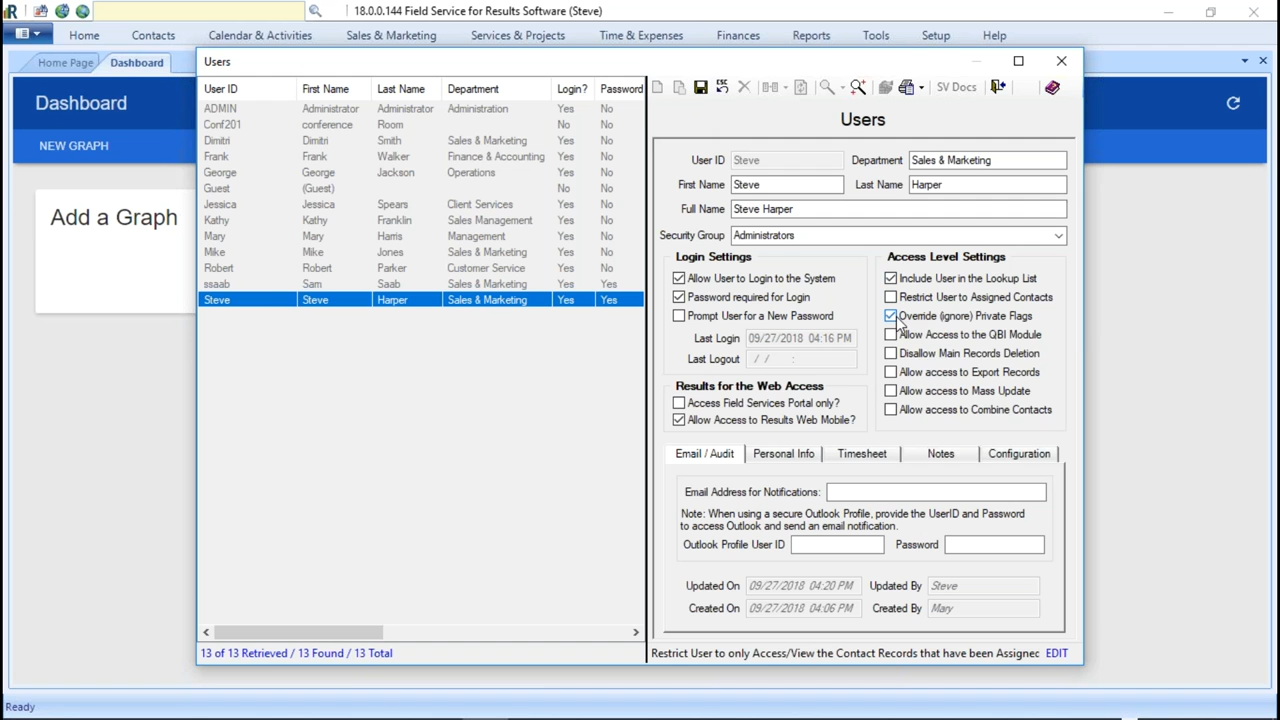 18.0.0.144 Field Service for Results Software (Steve)
Home Contacts Calendar & Activities Sales & Marketing Services & Projects Time & Expenses Finances Reports Tools Setup Help
Home Page Dashboard
Dashboard
NEW GRAPH
Add a Graph
Users
User ID First Name Last Name Department Login? Password
ADMIN Administrator Administrator Administration Yes No
Conf201 conference Room No No
Dimitri Dimitri Smith Sales & Marketing Yes No
Frank Frank Walker Finance & Accounting Yes No
George George Jackson Operations Yes No
Guest (Guest) No No
Jessica Jessica Spears Client Services Yes No
Kathy Kathy Franklin Sales Management Yes No
Mary Mary Harris Management Yes No
Mike Mike Jones Sales & Marketing Yes No
Robert Robert Parker Customer Service Yes No
ssaab Sam Saab Sales & Marketing Yes Yes
Steve Steve Harper Sales & Marketing Yes Yes
13 of 13 Retrieved / 13 Found / 13 Total
ESC SV Docs
Users
User ID Steve Department Sales & Marketing
First Name Steve Last Name Harper
Full Name Steve Harper
Security Group Administrators
Login Settings
Allow User to Login to the System
Password required for Login
Prompt User for a New Password
Last Login 09/27/2018 04:16 PM
Last Logout / / :
Results for the Web Access
Access Field Services Portal only?
Allow Access to Results Web Mobile?
Access Level Settings
Include User in the Lookup List
Restrict User to Assigned Contacts
Override (ignore) Private Flags
Allow Access to the QBI Module
Disallow Main Records Deletion
Allow access to Export Records
Allow access to Mass Update
Allow access to Combine Contacts
Email / Audit Personal Info Timesheet Notes Configuration
Email Address for Notifications:
Note: When using a secure Outlook Profile, provide the UserID and Password
to access Outlook and send an email notification.
Outlook Profile User ID Password
Updated On 09/27/2018 04:20 PM Updated By Steve
Created On 09/27/2018 04:06 PM Created By Mary
Restrict User to only Access/View the Contact Records that have been Assigned EDIT
Ready